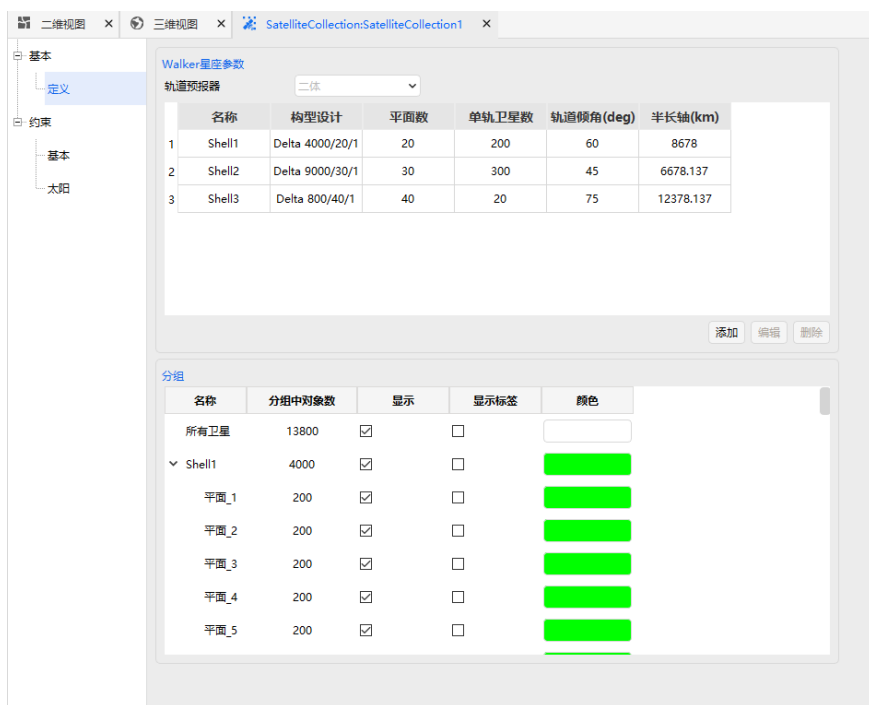 二维视图 × 三维视图 × SatelliteCollection:SatelliteCollection1 ×
基本
定义
约束
基本
太阳
Walker星座参数
轨道预报器 二体
名称 构型设计 平面数 单轨卫星数 轨道倾角(deg) 半长轴(km)
1 Shell1 Delta 4000/20/1 20 200 60 8678
2 Shell2 Delta 9000/30/1 30 300 45 6678.137
3 Shell3 Delta 800/40/1 40 20 75 12378.137
添加 编辑 删除
分组
名称 分组中对象数 显示 显示标签 颜色
所有卫星 13800
Shell1 4000
平面_1 200
平面_2 200
平面_3 200
平面_4 200
平面_5 200